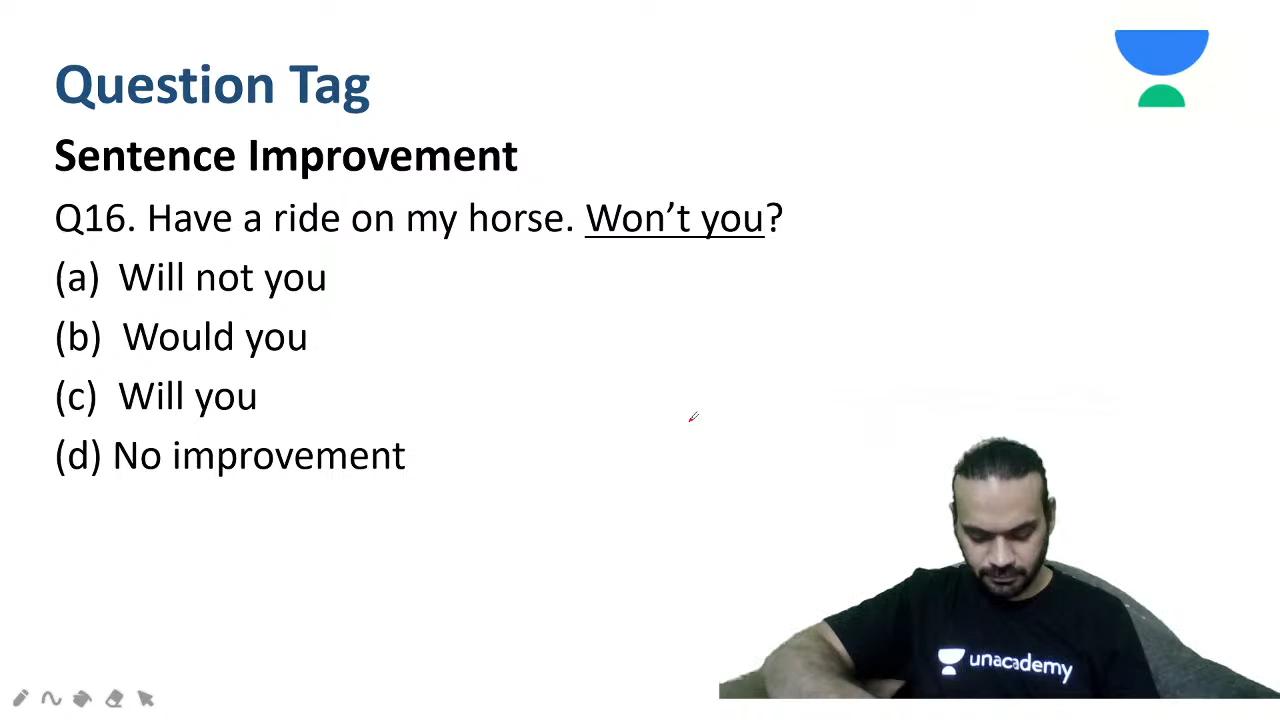 Question Tag
Sentence Improvement
Q16. Have a ride on my horse. Won’t you?
(a) Will not you
(b) Would you
(c) Will you
(d) No improvement
unacademy